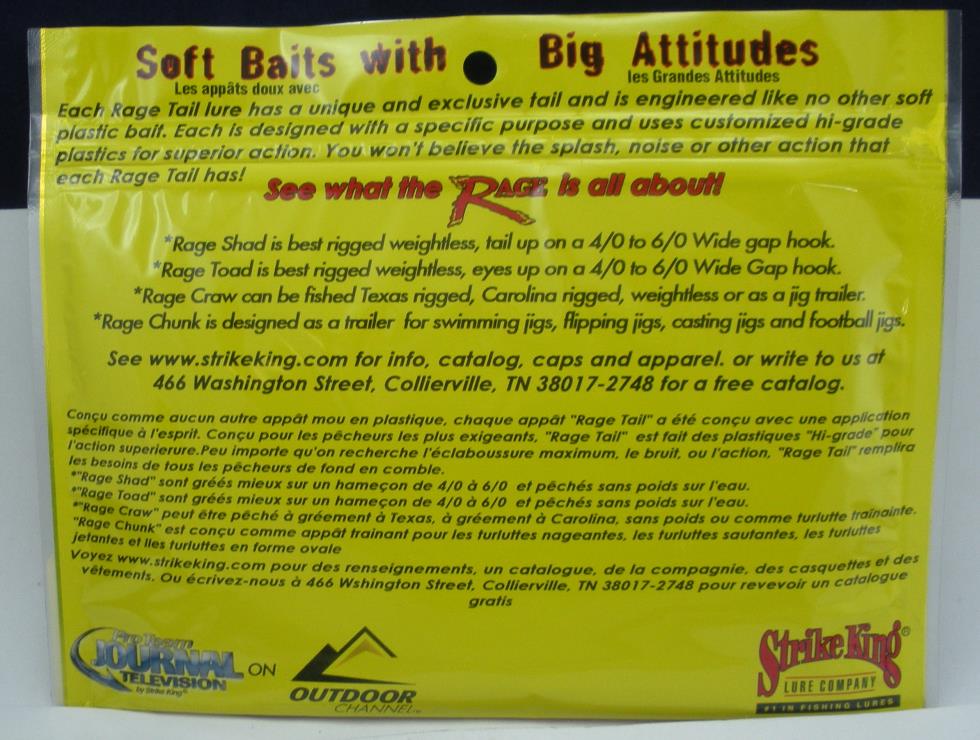 Soft Baits with Big Attitudes
Les appâts doux avec les Grandes Attitudes
Each Rage Tail lure has a unique and exclusive tail and is engineered like no other soft
plastic bait. Each is designed with a specific purpose and uses customized hi-grade
plastics for superior action. You won't believe the splash, noise or other action that
each Rage Tail has!
See what the RAGE is all about!
*Rage Shad is best rigged weightless, tail up on a 4/0 to 6/0 Wide gap hook.
*Rage Toad is best rigged weightless, eyes up on a 4/0 to 6/0 Wide Gap hook.
*Rage Craw can be fished Texas rigged, Carolina rigged, weightless or as a jig trailer.
*Rage Chunk is designed as a trailer for swimming jigs, flipping jigs, casting jigs and football jigs.
See www.strikeking.com for info, catalog, caps and apparel. or write to us at
466 Washington Street, Collierville, TN 38017-2748 for a free catalog.
Conçu comme aucun autre appât mou en plastique, chaque appât "Rage Tail" a été conçu avec une application
spécifique à l'esprit. Conçu pour les pêcheurs les plus exigeants, "Rage Tail" est fait des plastiques "Hi-grade" pour
l'action superierure.Peu importe qu'on recherche l'éclaboussure maximum, le bruit, ou l'action, "Rage Tail" remplira
les besoins de tous les pêcheurs de fond en comble.
*"Rage Shad" sont gréés mieux sur un hameçon de 4/0 à 6/0 et pêchés sans poids sur l'eau.
*"Rage Toad" sont gréés mieux sur un hameçon de 4/0 à 6/0 et pêchés sans poids sur l'eau.
*"Rage Craw" peut être pêché à gréement à Texas, à gréement à Carolina, sans poids ou comme turlutte traînainte.
"Rage Chunk" est conçu comme appât trainant pour les turluttes nageantes, les turluttes sautantes, les turluttes
jetantes et lles turluttes en forme ovale
Voyez www.strikeking.com pour des renseignements, un catalogue, de la compagnie, des casquettes et des
vêtements. Ou écrivez-nous à 466 Wshington Street, Collierville, TN 38017-2748 pour revevoir un catalogue
gratis
Pro Team
JOURNAL
TELEVISION
by Strike King®
ON
OUTDOOR
CHANNEL™
Strike King®
LURE COMPANY
#1 IN FISHING LURES